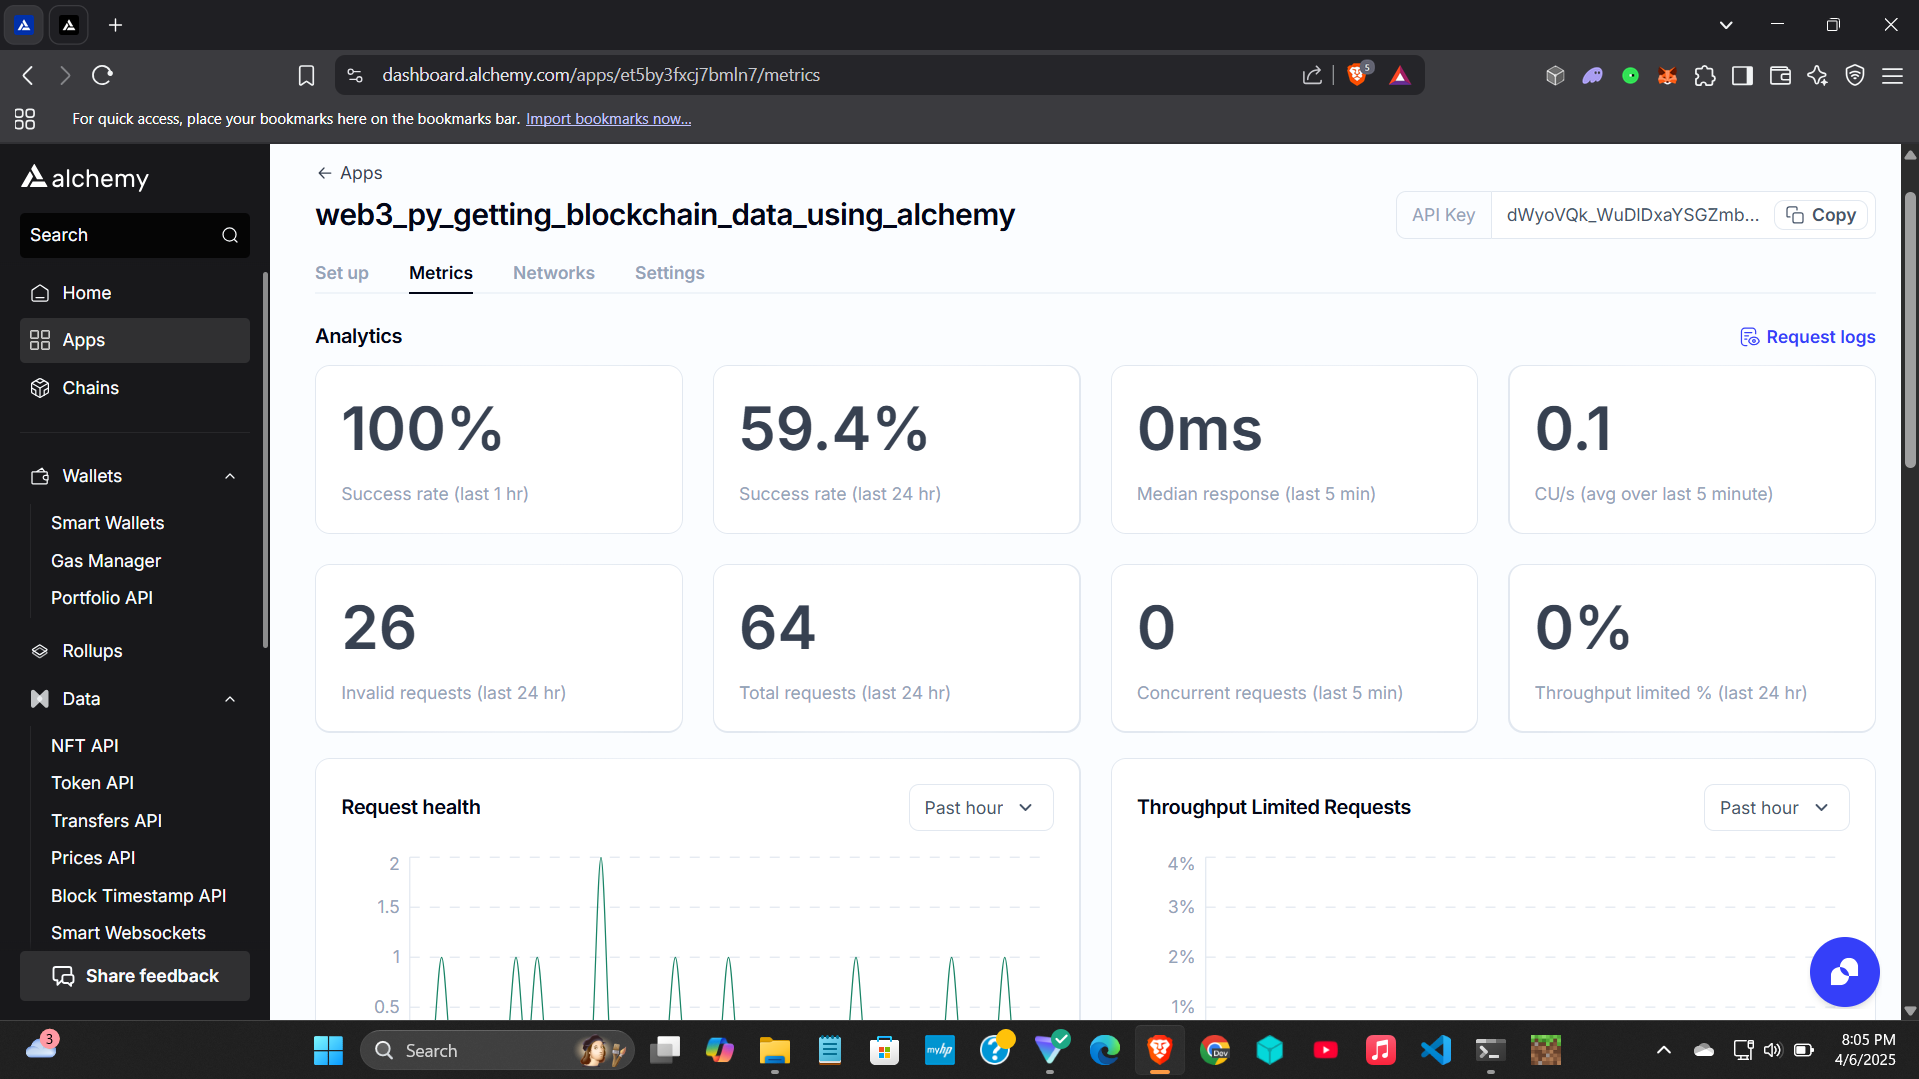 dashboard.alchemy.com/apps/et5by3fxcj7bmln7/metrics
5
For quick access, place your bookmarks here on the bookmarks bar. Import bookmarks now...
alchemy
Search
Home
Apps
Chains
Wallets
Smart Wallets
Gas Manager
Portfolio API
Rollups
Data
NFT API
Token API
Transfers API
Prices API
Block Timestamp API
Smart Websockets
Share feedback
← Apps
web3_py_getting_blockchain_data_using_alchemy
API Key dWyoVQk_WuDlDxaYSGZmb... Copy
Set up Metrics Networks Settings
Analytics
Request logs
100%
Success rate (last 1 hr)
59.4%
Success rate (last 24 hr)
0ms
Median response (last 5 min)
0.1
CU/s (avg over last 5 minute)
26
Invalid requests (last 24 hr)
64
Total requests (last 24 hr)
0
Concurrent requests (last 5 min)
0%
Throughput limited % (last 24 hr)
Request health
Past hour
2
1.5
1
0.5
Throughput Limited Requests
Past hour
4%
3%
2%
1%
3
Search
myhp
Dev
8:05 PM
4/6/2025